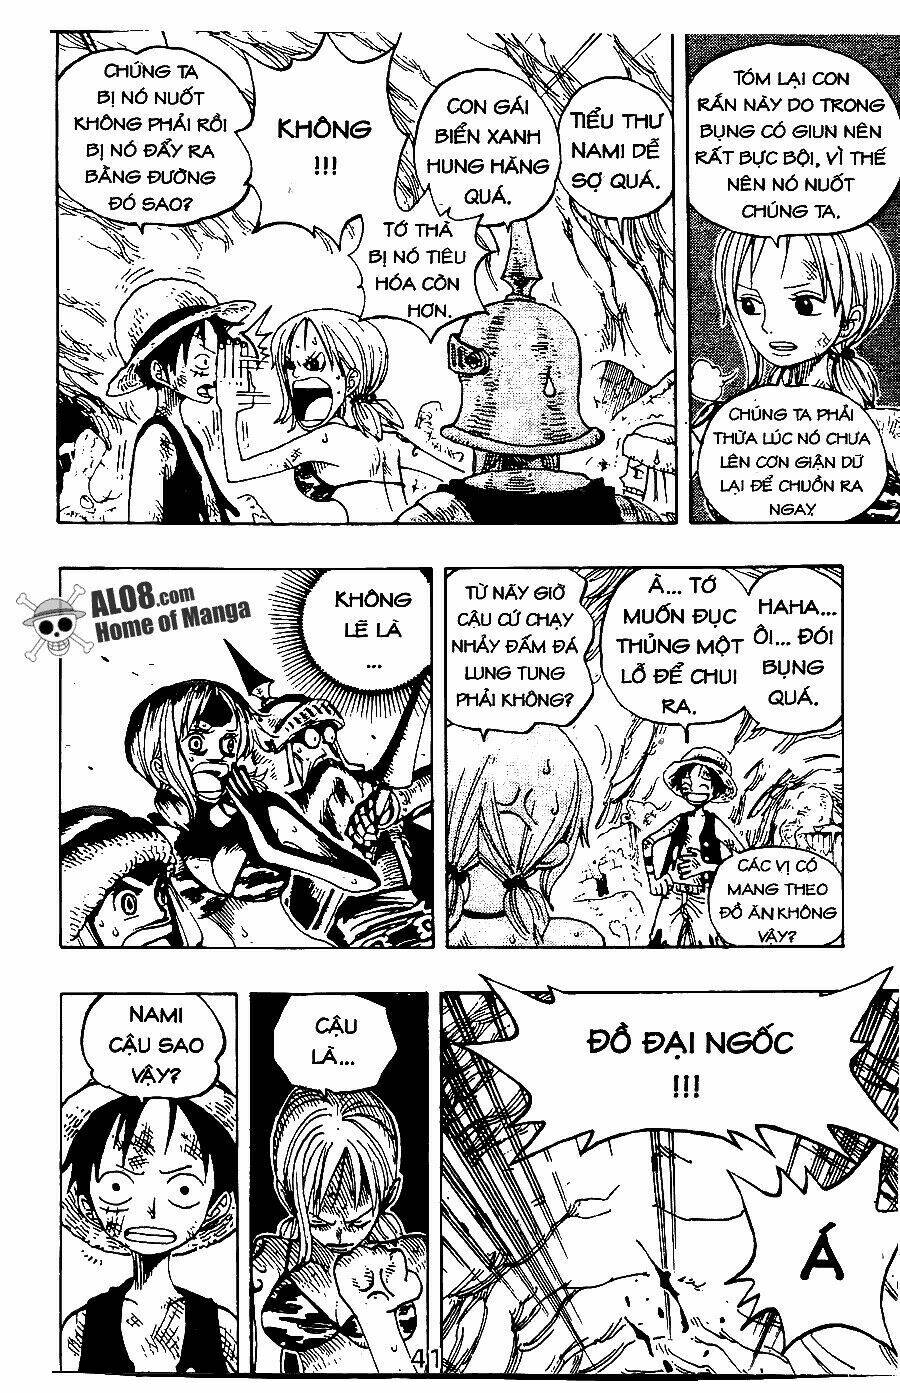 TÓM LẠI CON
RẮN NÀY DO TRONG
BỤNG CÓ GIUN NÊN
RẤT BỰC BỘI, VÌ THẾ
NÊN NÓ NUỐT
CHÚNG TA.
CHÚNG TA PHẢI
THỪA LÚC NÓ CHƯA
LÊN CƠN GIẬN DỮ
LẠI ĐỂ CHUỒN RA
NGAY.
TIỂU THƯ
NAMI DỄ
SỢ QUÁ.
CON GÁI
BIỂN XANH
HUNG HĂNG
QUÁ.
KHÔNG
!!!
TỚ THÀ
BỊ NÓ TIÊU
HÓA CÒN
HƠN.
CHÚNG TA
BỊ NÓ NUỐT
KHÔNG PHẢI RỒI
BỊ NÓ ĐẨY RA
BẰNG ĐƯỜNG
ĐÓ SAO?
HAHA...
ÔI... ĐÓI
BỤNG
QUÁ.
À... TỚ
MUỐN ĐỤC
THỦNG MỘT
LỖ ĐỂ CHUI
RA.
CÁC VỊ CÓ
MANG THEO
ĐỒ ĂN KHÔNG
VẬY?
TỪ NÃY GIỜ
CẬU CỨ CHẠY
NHẢY ĐẤM ĐÁ
LUNG TUNG
PHẢI KHÔNG?
KHÔNG
LẼ LÀ
...
ALO8.com
Home of Manga
ĐỒ ĐẠI NGỐC
!!!
Á
CẬU
LÀ...
NAMI
CẬU SAO
VẬY?
41